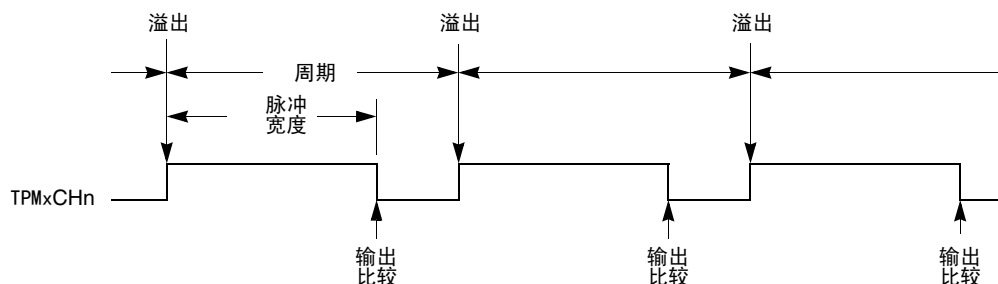 溢出 溢出 溢出
周期
脉冲
宽度
TPMxCHn
输出 输出 输出
比较 比较 比较